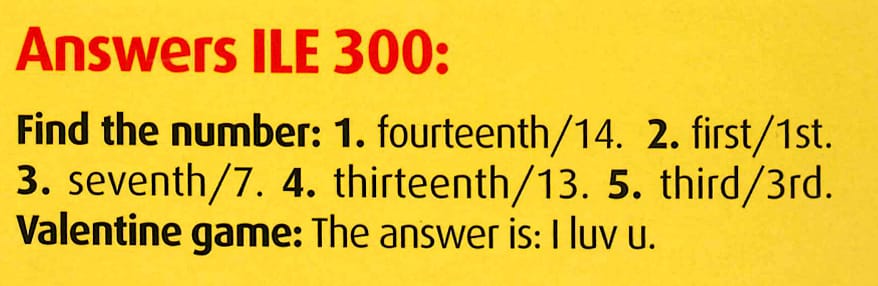 Answers ILE 300:
Find the number: 1. fourteenth/14. 2. first/1st.
3. seventh/7. 4. thirteenth/13. 5. third/3rd.
Valentine game: The answer is: I luv u.